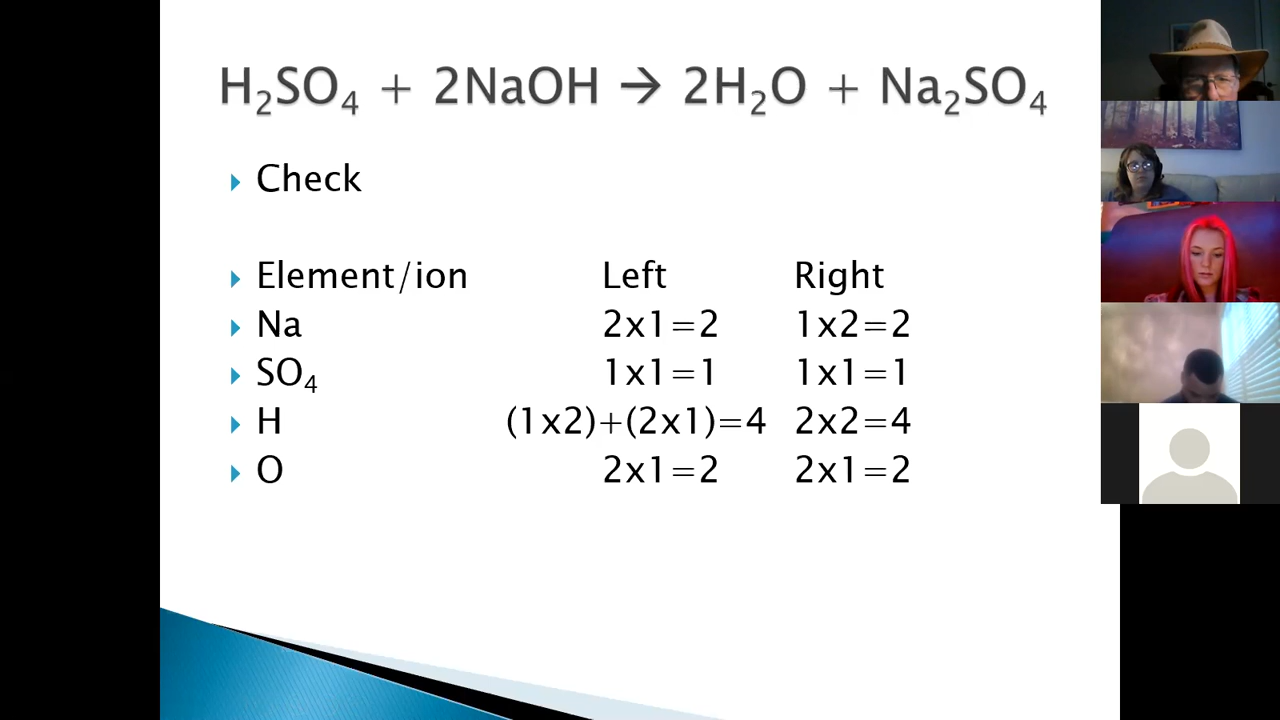 H₂SO₄ + 2NaOH → 2H₂O + Na₂SO₄
Check
Element/ion Left Right
Na 2x1=2 1x2=2
SO₄ 1x1=1 1x1=1
H (1x2)+(2x1)=4 2x2=4
O 2x1=2 2x1=2